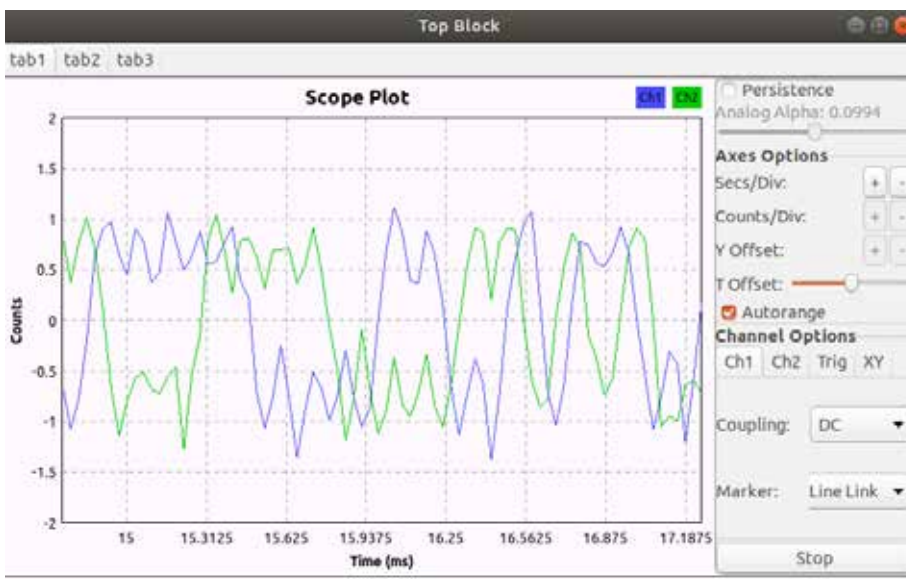 Top Block
tab1 tab2 tab3
Scope Plot
Ch1 Ch2
Persistence
Analog Alpha: 0.0994
Axes Options
Secs/Div: + -
Counts/Div: + -
Y Offset: + -
T Offset:
Autorange
Channel Options
Ch1 Ch2 Trig XY
Coupling: DC
Marker: Line Link
Stop
Counts
2
1.5
1
0.5
0
-0.5
-1
-1.5
-2
15 15.3125 15.625 15.9375 16.25 16.5625 16.875 17.1875
Time (ms)